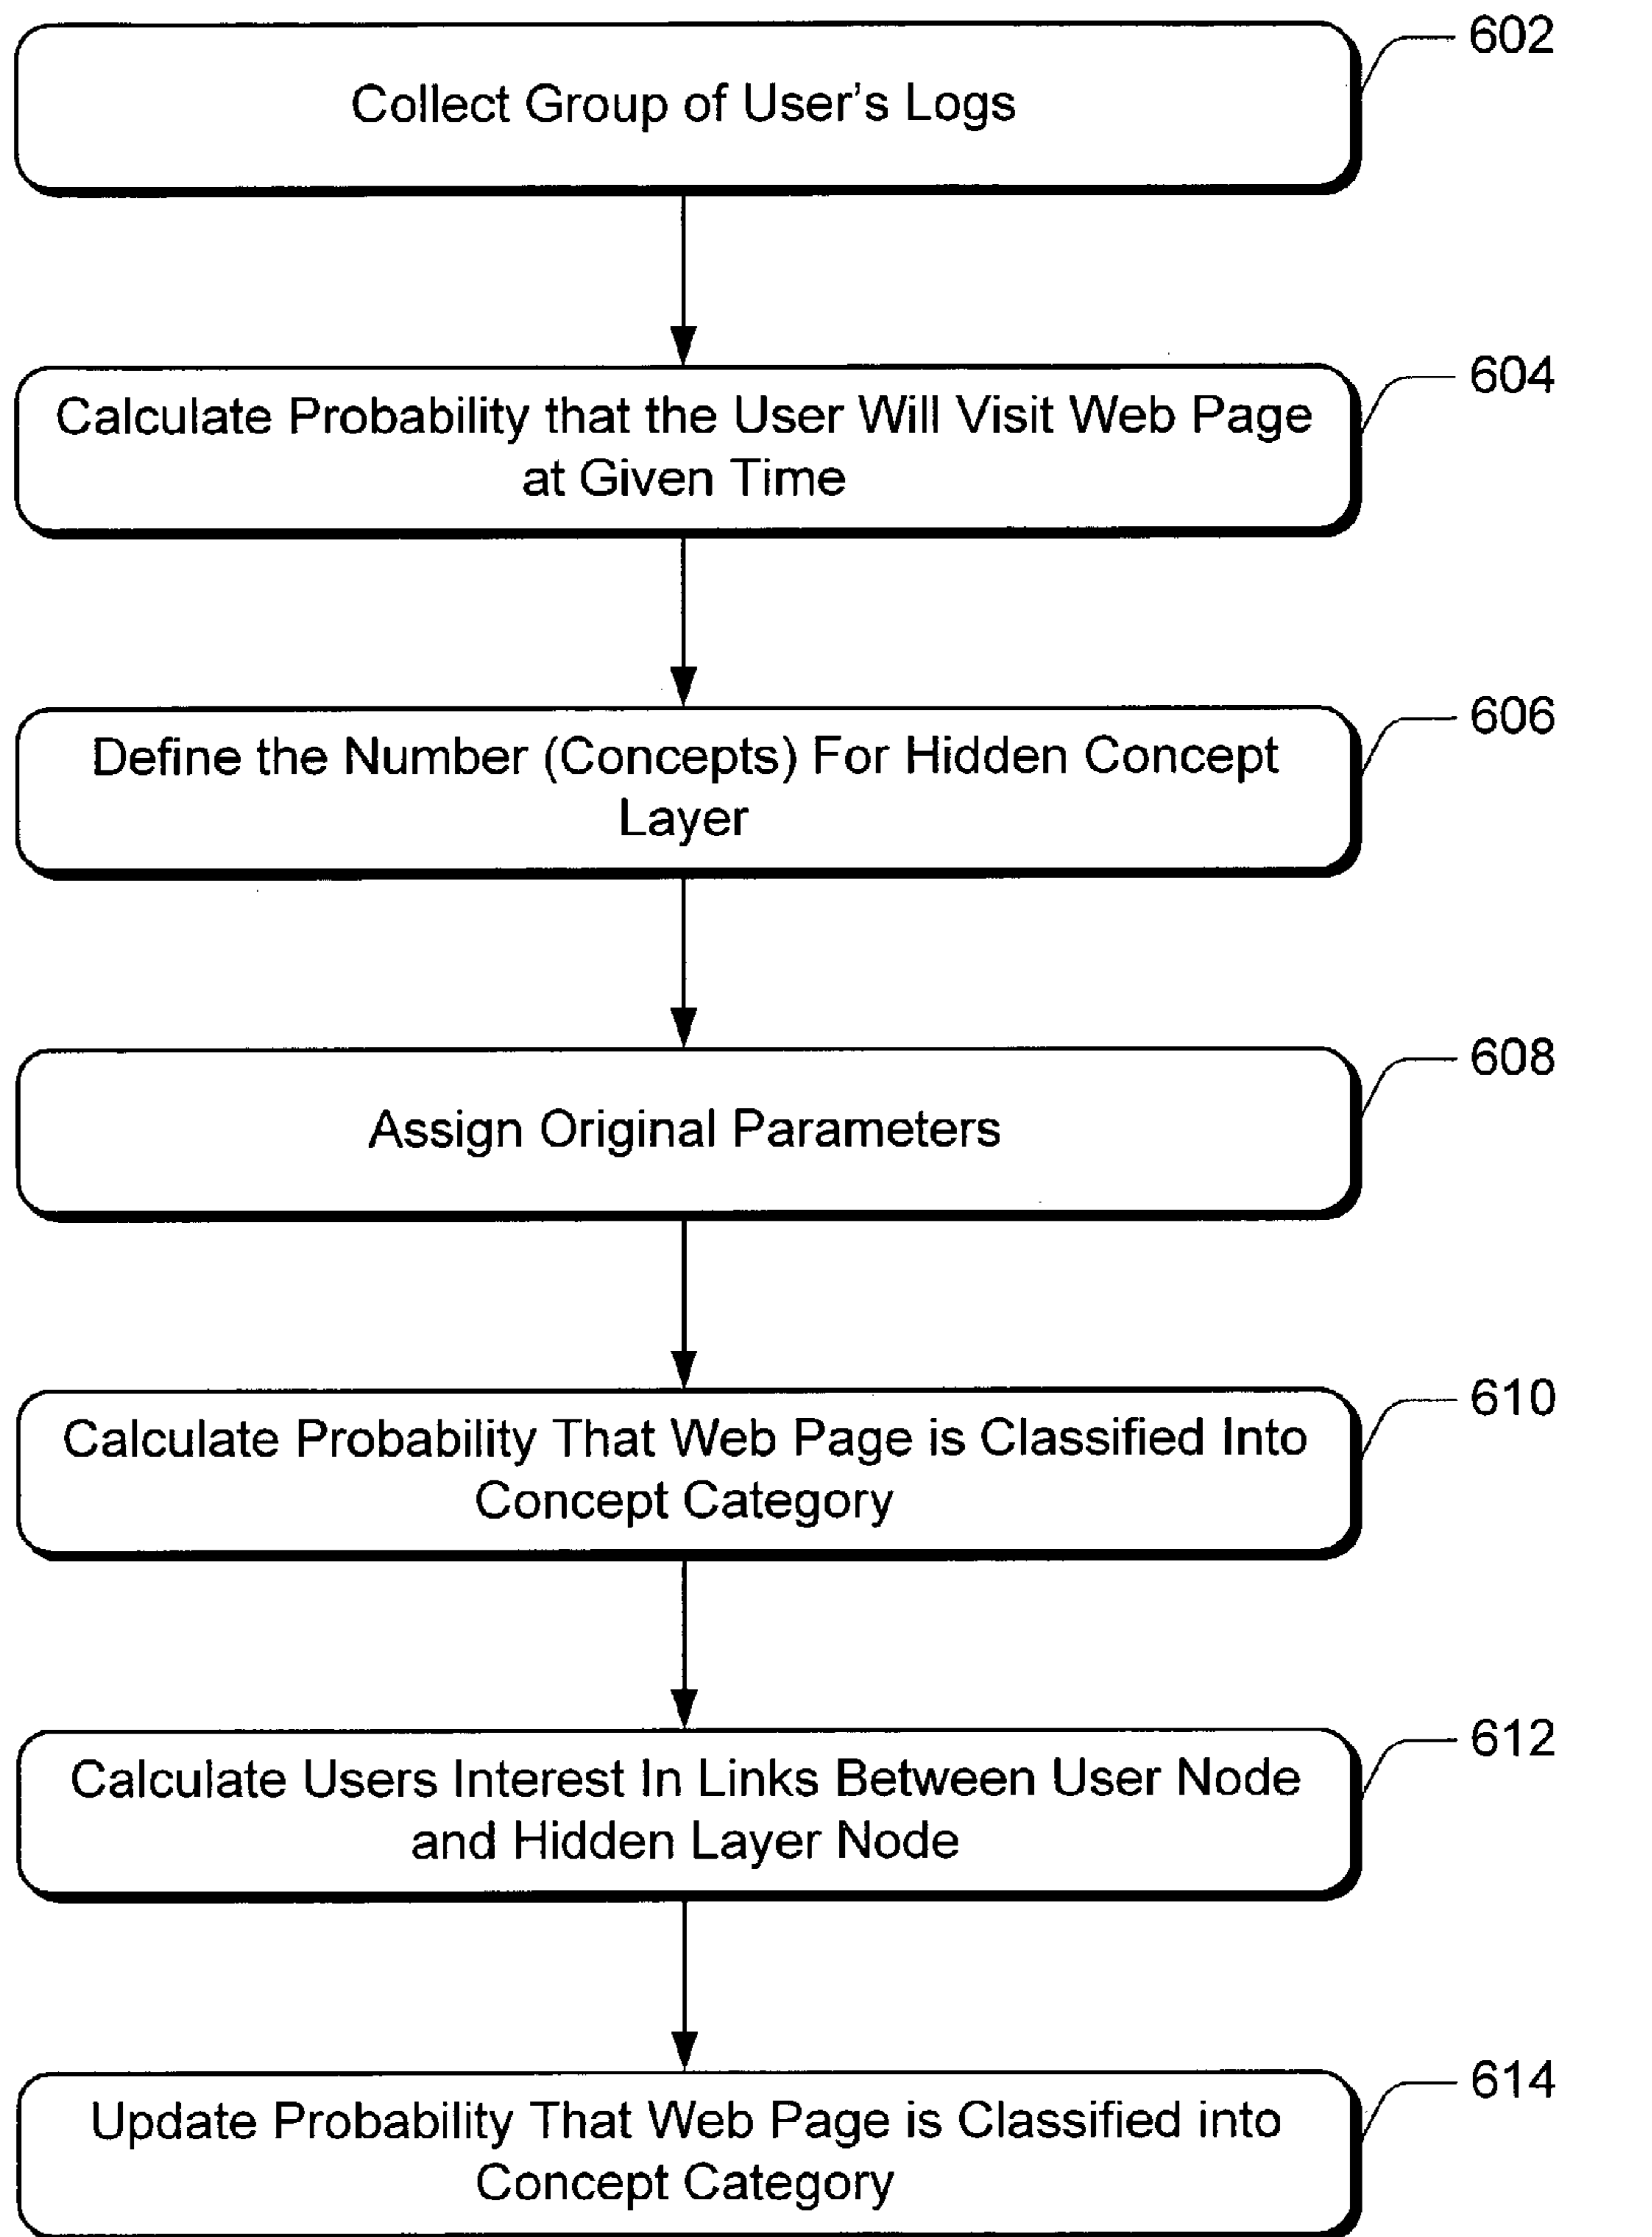 602
Collect Group of User's Logs
604
Calculate Probability that the User Will Visit Web Page
at Given Time
606
Define the Number (Concepts) For Hidden Concept
Layer
608
Assign Original Parameters
610
Calculate Probability That Web Page is Classified Into
Concept Category
612
Calculate Users Interest In Links Between User Node
and Hidden Layer Node
614
Update Probability That Web Page is Classified into
Concept Category